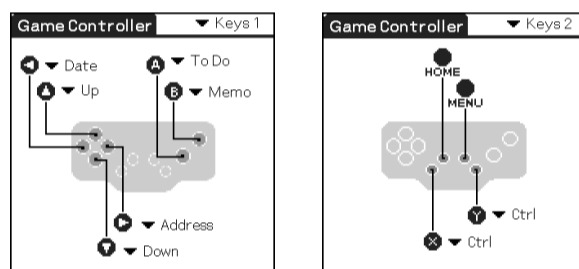 Game Controller ▼ Keys 1
◀ ▼ Date
▲ ▼ Up
A ▼ To Do
B ▼ Memo
▶ ▼ Address
▼ ▼ Down
Game Controller ▼ Keys 2
HOME
MENU
Y ▼ Ctrl
X ▼ Ctrl